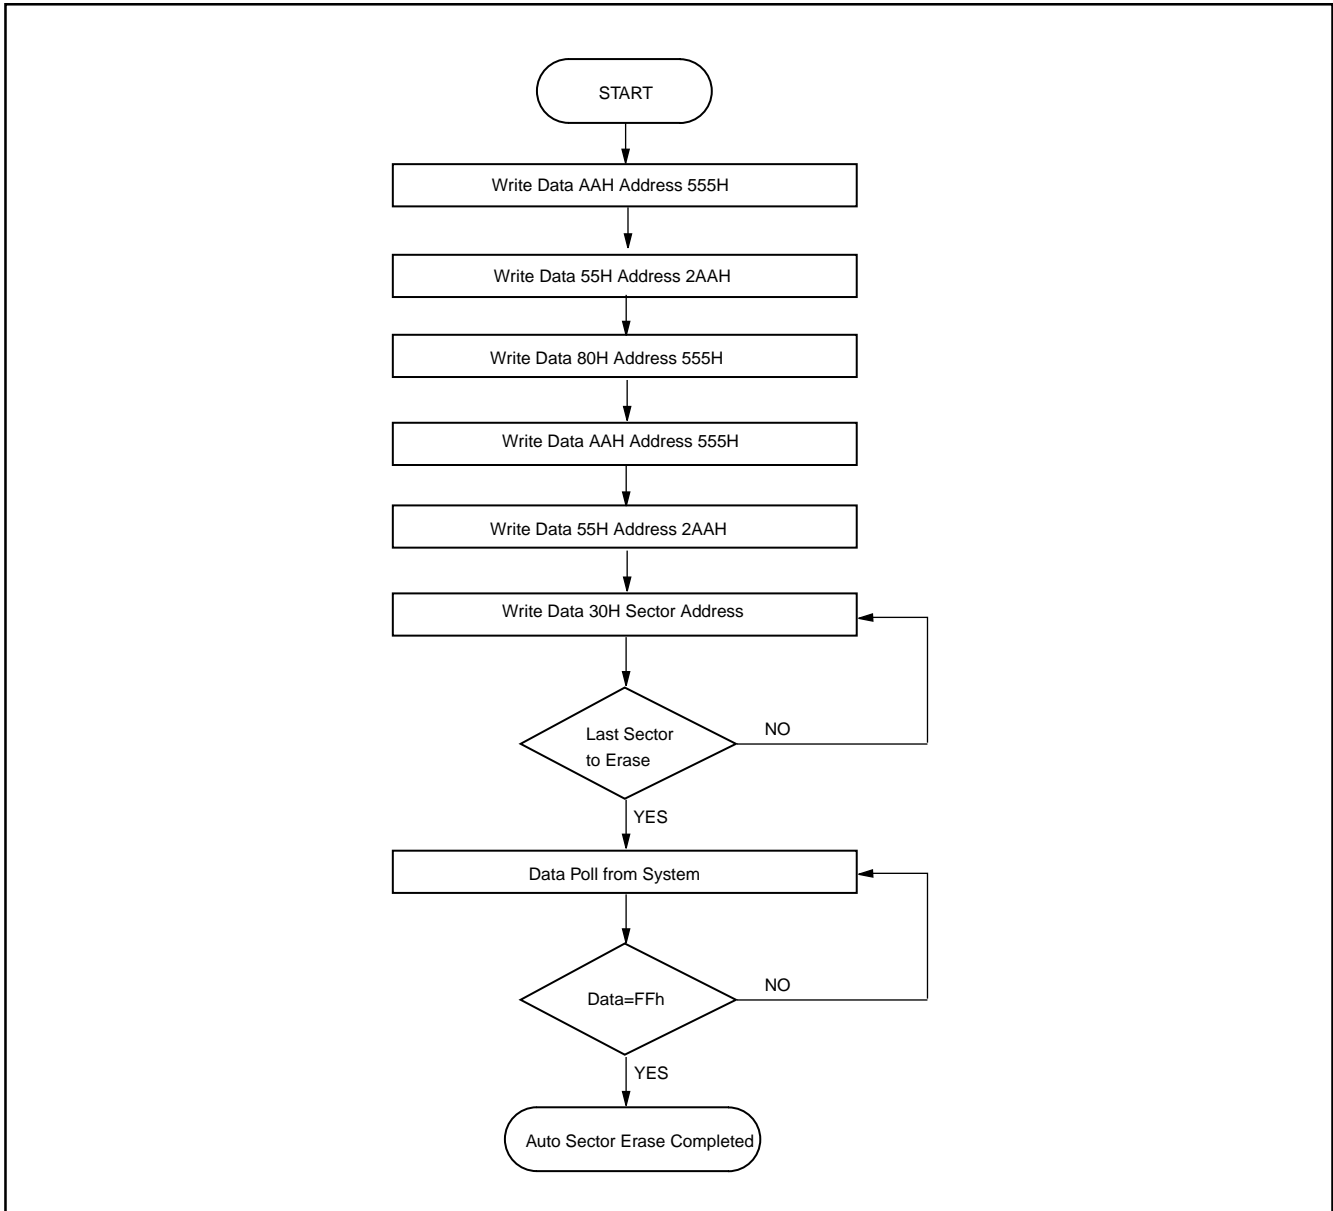 START
Write Data AAH Address 555H
Write Data 55H Address 2AAH
Write Data 80H Address 555H
Write Data AAH Address 555H
Write Data 55H Address 2AAH
Write Data 30H Sector Address
Last Sector
to Erase
NO
YES
Data Poll from System
Data=FFh
NO
YES
Auto Sector Erase Completed